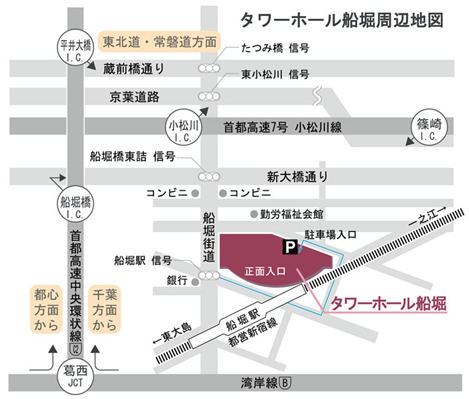 タワーホール船堀周辺地図
平井大橋
I.C.
東北道・常磐道方面
たつみ橋 信号
蔵前橋通り
東小松川 信号
京葉道路
小松川
I.C.
首都高速7号 小松川線
篠崎
I.C.
船堀橋東詰 信号
新大橋通り
コンビニ
コンビニ
船堀橋
I.C.
船堀街道
勤労福祉会館
一之江→
駐車場入口
P
船堀駅 信号
正面入口
銀行
首都高速中央環状線C2
タワーホール船堀
都心
方面
から
千葉
方面
から
船堀駅
都営新宿線
←東大島
葛西
JCT
湾岸線B